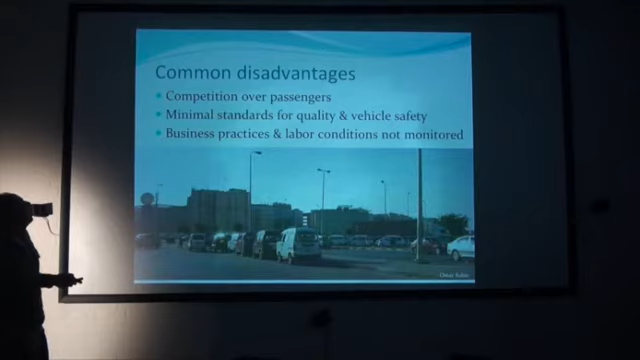 Common disadvantages
Competition over passengers
Minimal standards for quality & vehicle safety
Business practices & labor conditions not monitored